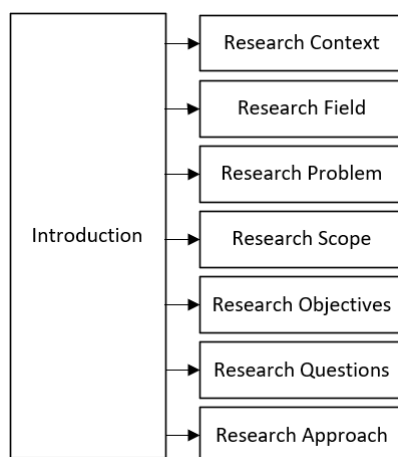 Research Context
Research Field
Research Problem
Introduction
Research Scope
Research Objectives
Research Questions
Research Approach